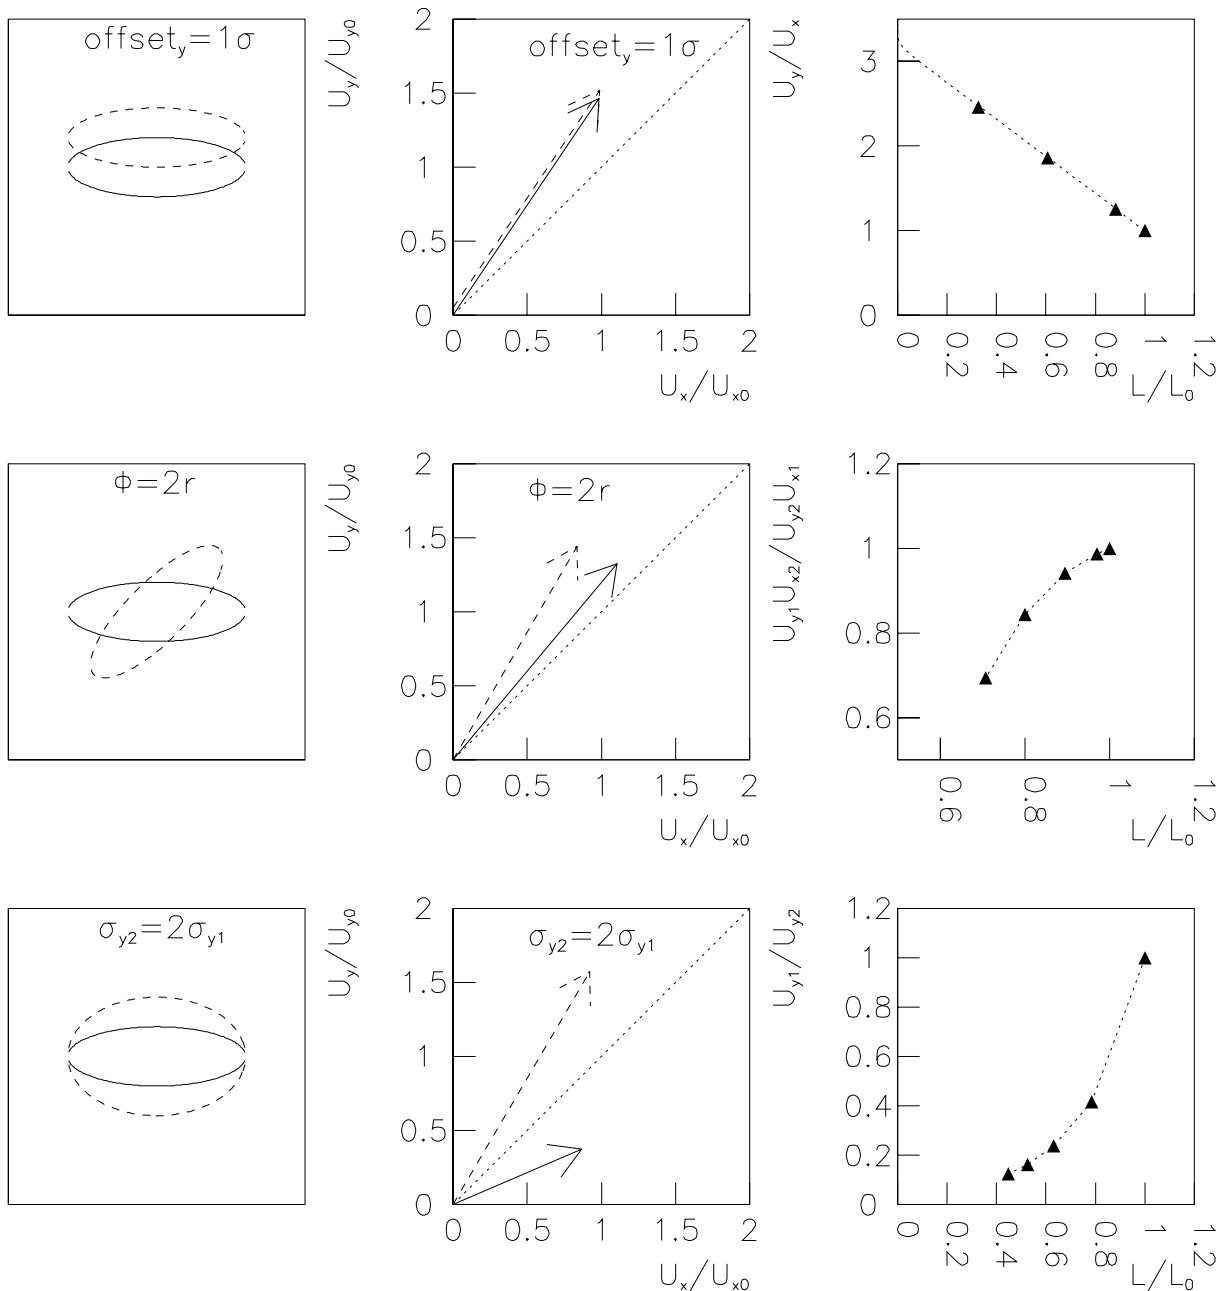 offset_y=1σ
U_y/U_y0
offset_y=1σ
2
1.5
1
0.5
0
0 0.5 1 1.5 2
U_x/U_x0
U_y/U_x
3
2
1
0
0 0.2 0.4 0.6 0.8 1 1.2
L/L_0
Φ=2r
U_y/U_y0
Φ=2r
2
1.5
1
0.5
0
0 0.5 1 1.5 2
U_x/U_x0
U_y1U_x2/U_y2U_x1
1.2
1
0.8
0.6
0.6 0.8 1 1.2
L/L_0
σ_y2=2σ_y1
U_y/U_y0
σ_y2=2σ_y1
2
1.5
1
0.5
0
0 0.5 1 1.5 2
U_x/U_x0
U_y1/U_y2
1.2
1
0.8
0.6
0.4
0.2
0
0 0.2 0.4 0.6 0.8 1 1.2
L/L_0